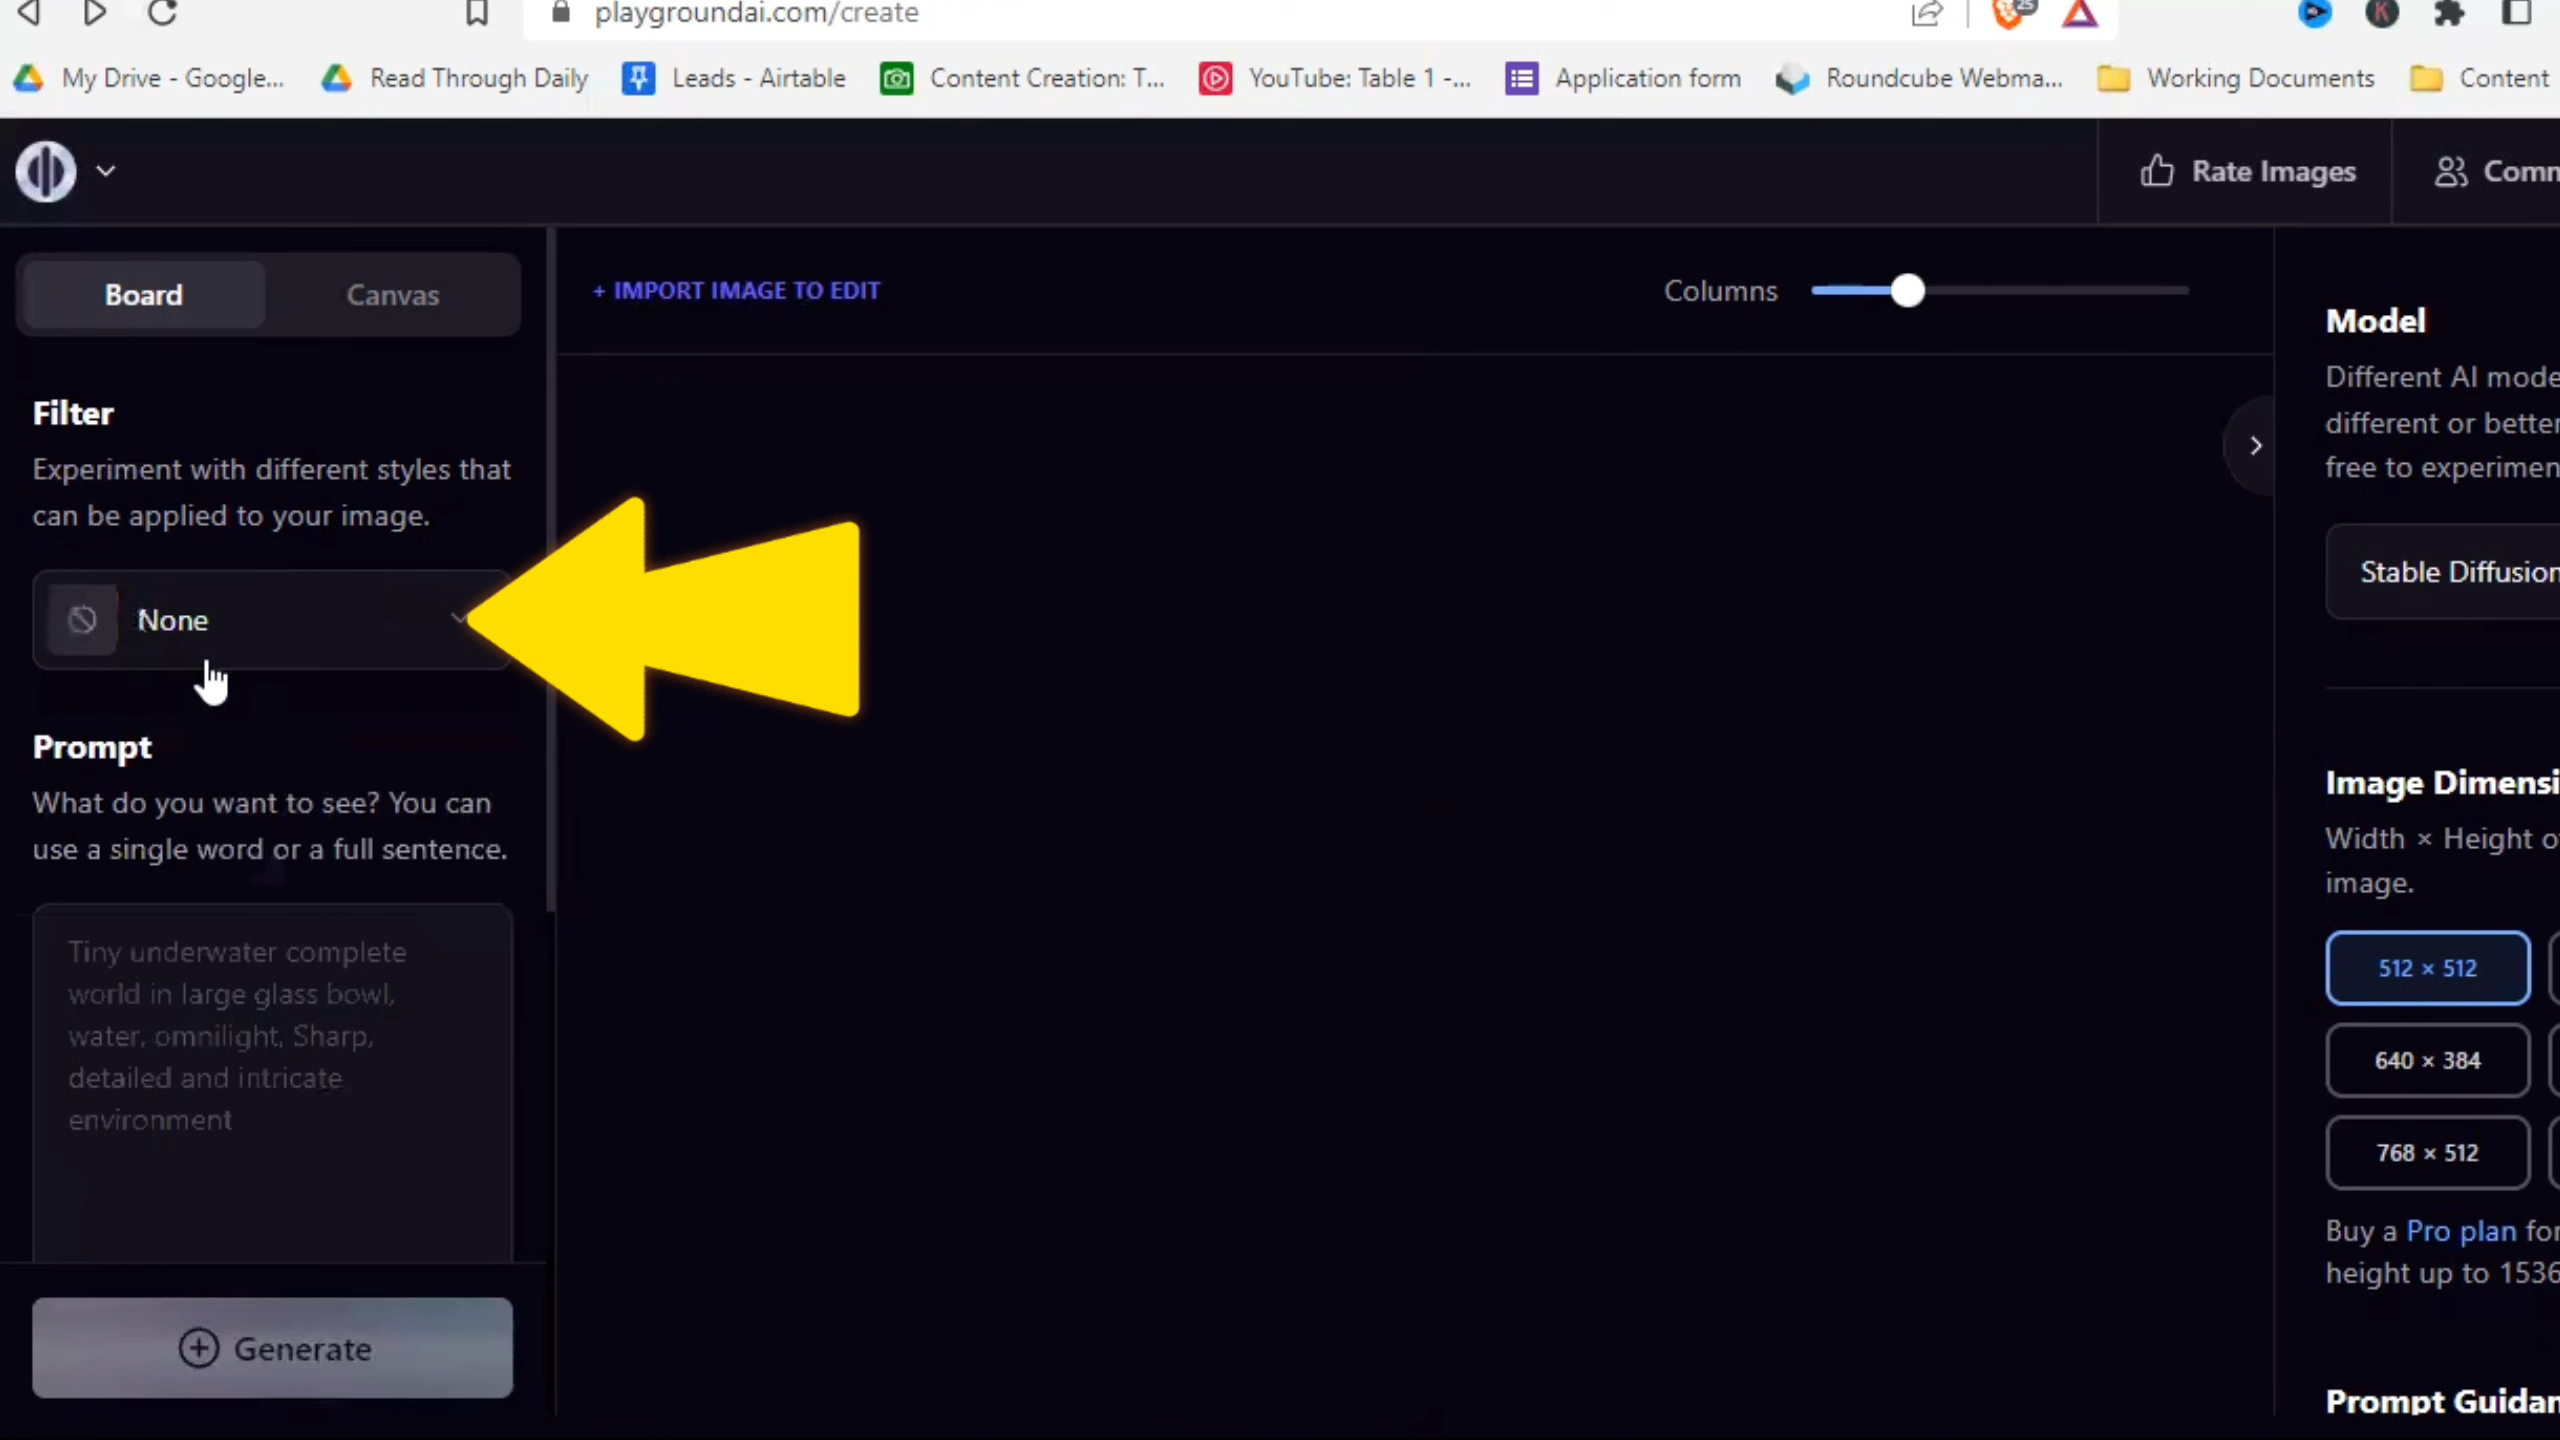 playgroundai.com/create
25
K
My Drive - Google...
Read Through Daily
Leads - Airtable
Content Creation: T...
YouTube: Table 1 -...
Application form
Roundcube Webma...
Working Documents
Content
Rate Images
Comm
Board
Canvas
+ IMPORT IMAGE TO EDIT
Columns
Filter
Experiment with different styles that
can be applied to your image.
None
Prompt
What do you want to see? You can
use a single word or a full sentence.
Tiny underwater complete
world in large glass bowl,
water, omnilight, Sharp,
detailed and intricate
environment
Generate
Model
Different AI mode
different or better
free to experimen
Stable Diffusion
Image Dimensi
Width × Height o
image.
512 × 512
640 × 384
768 × 512
Buy a Pro plan for
height up to 1536
Prompt Guidan